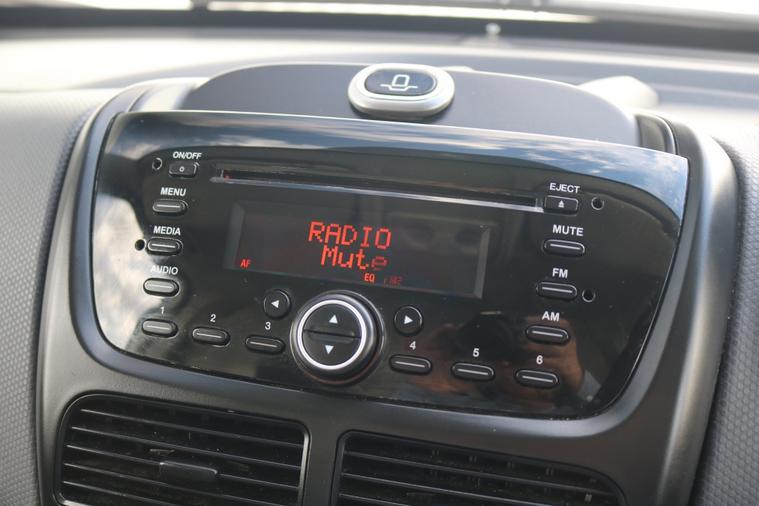 ON/OFF
MENU
MEDIA
AUDIO
1
2
3
RADIO
Mute
AF
EQ
EJECT
MUTE
FM
AM
4
5
6